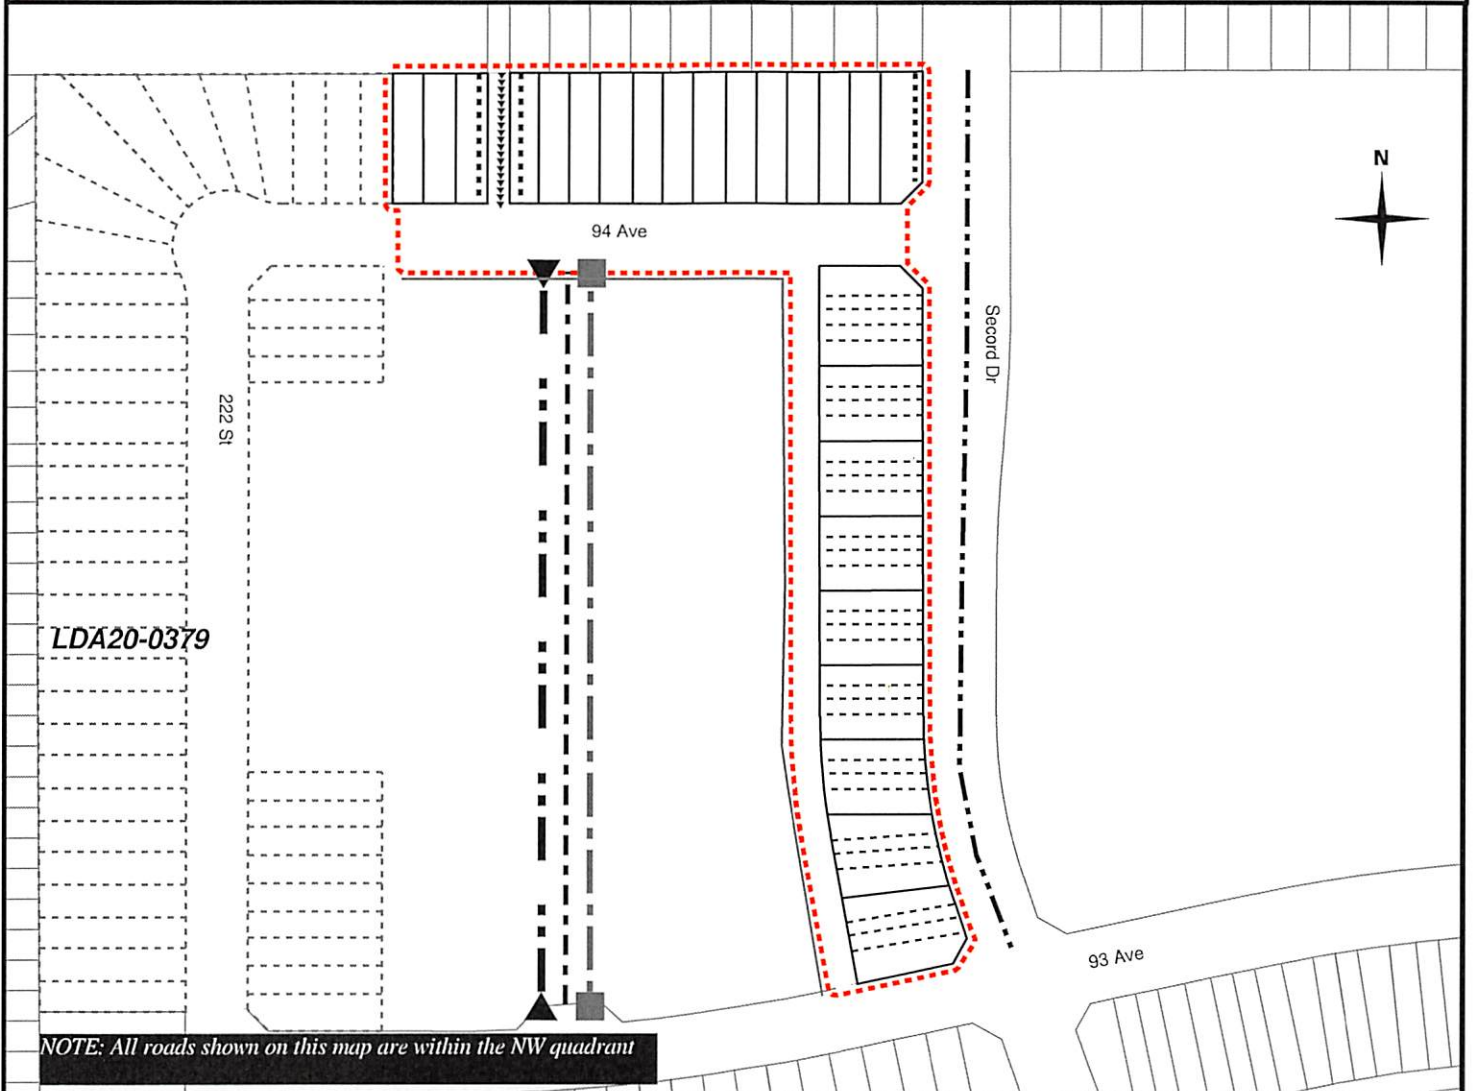 N
94 Ave
Secord Dr
222 St
LDA20-0379
93 Ave
NOTE: All roads shown on this map are within the NW quadrant